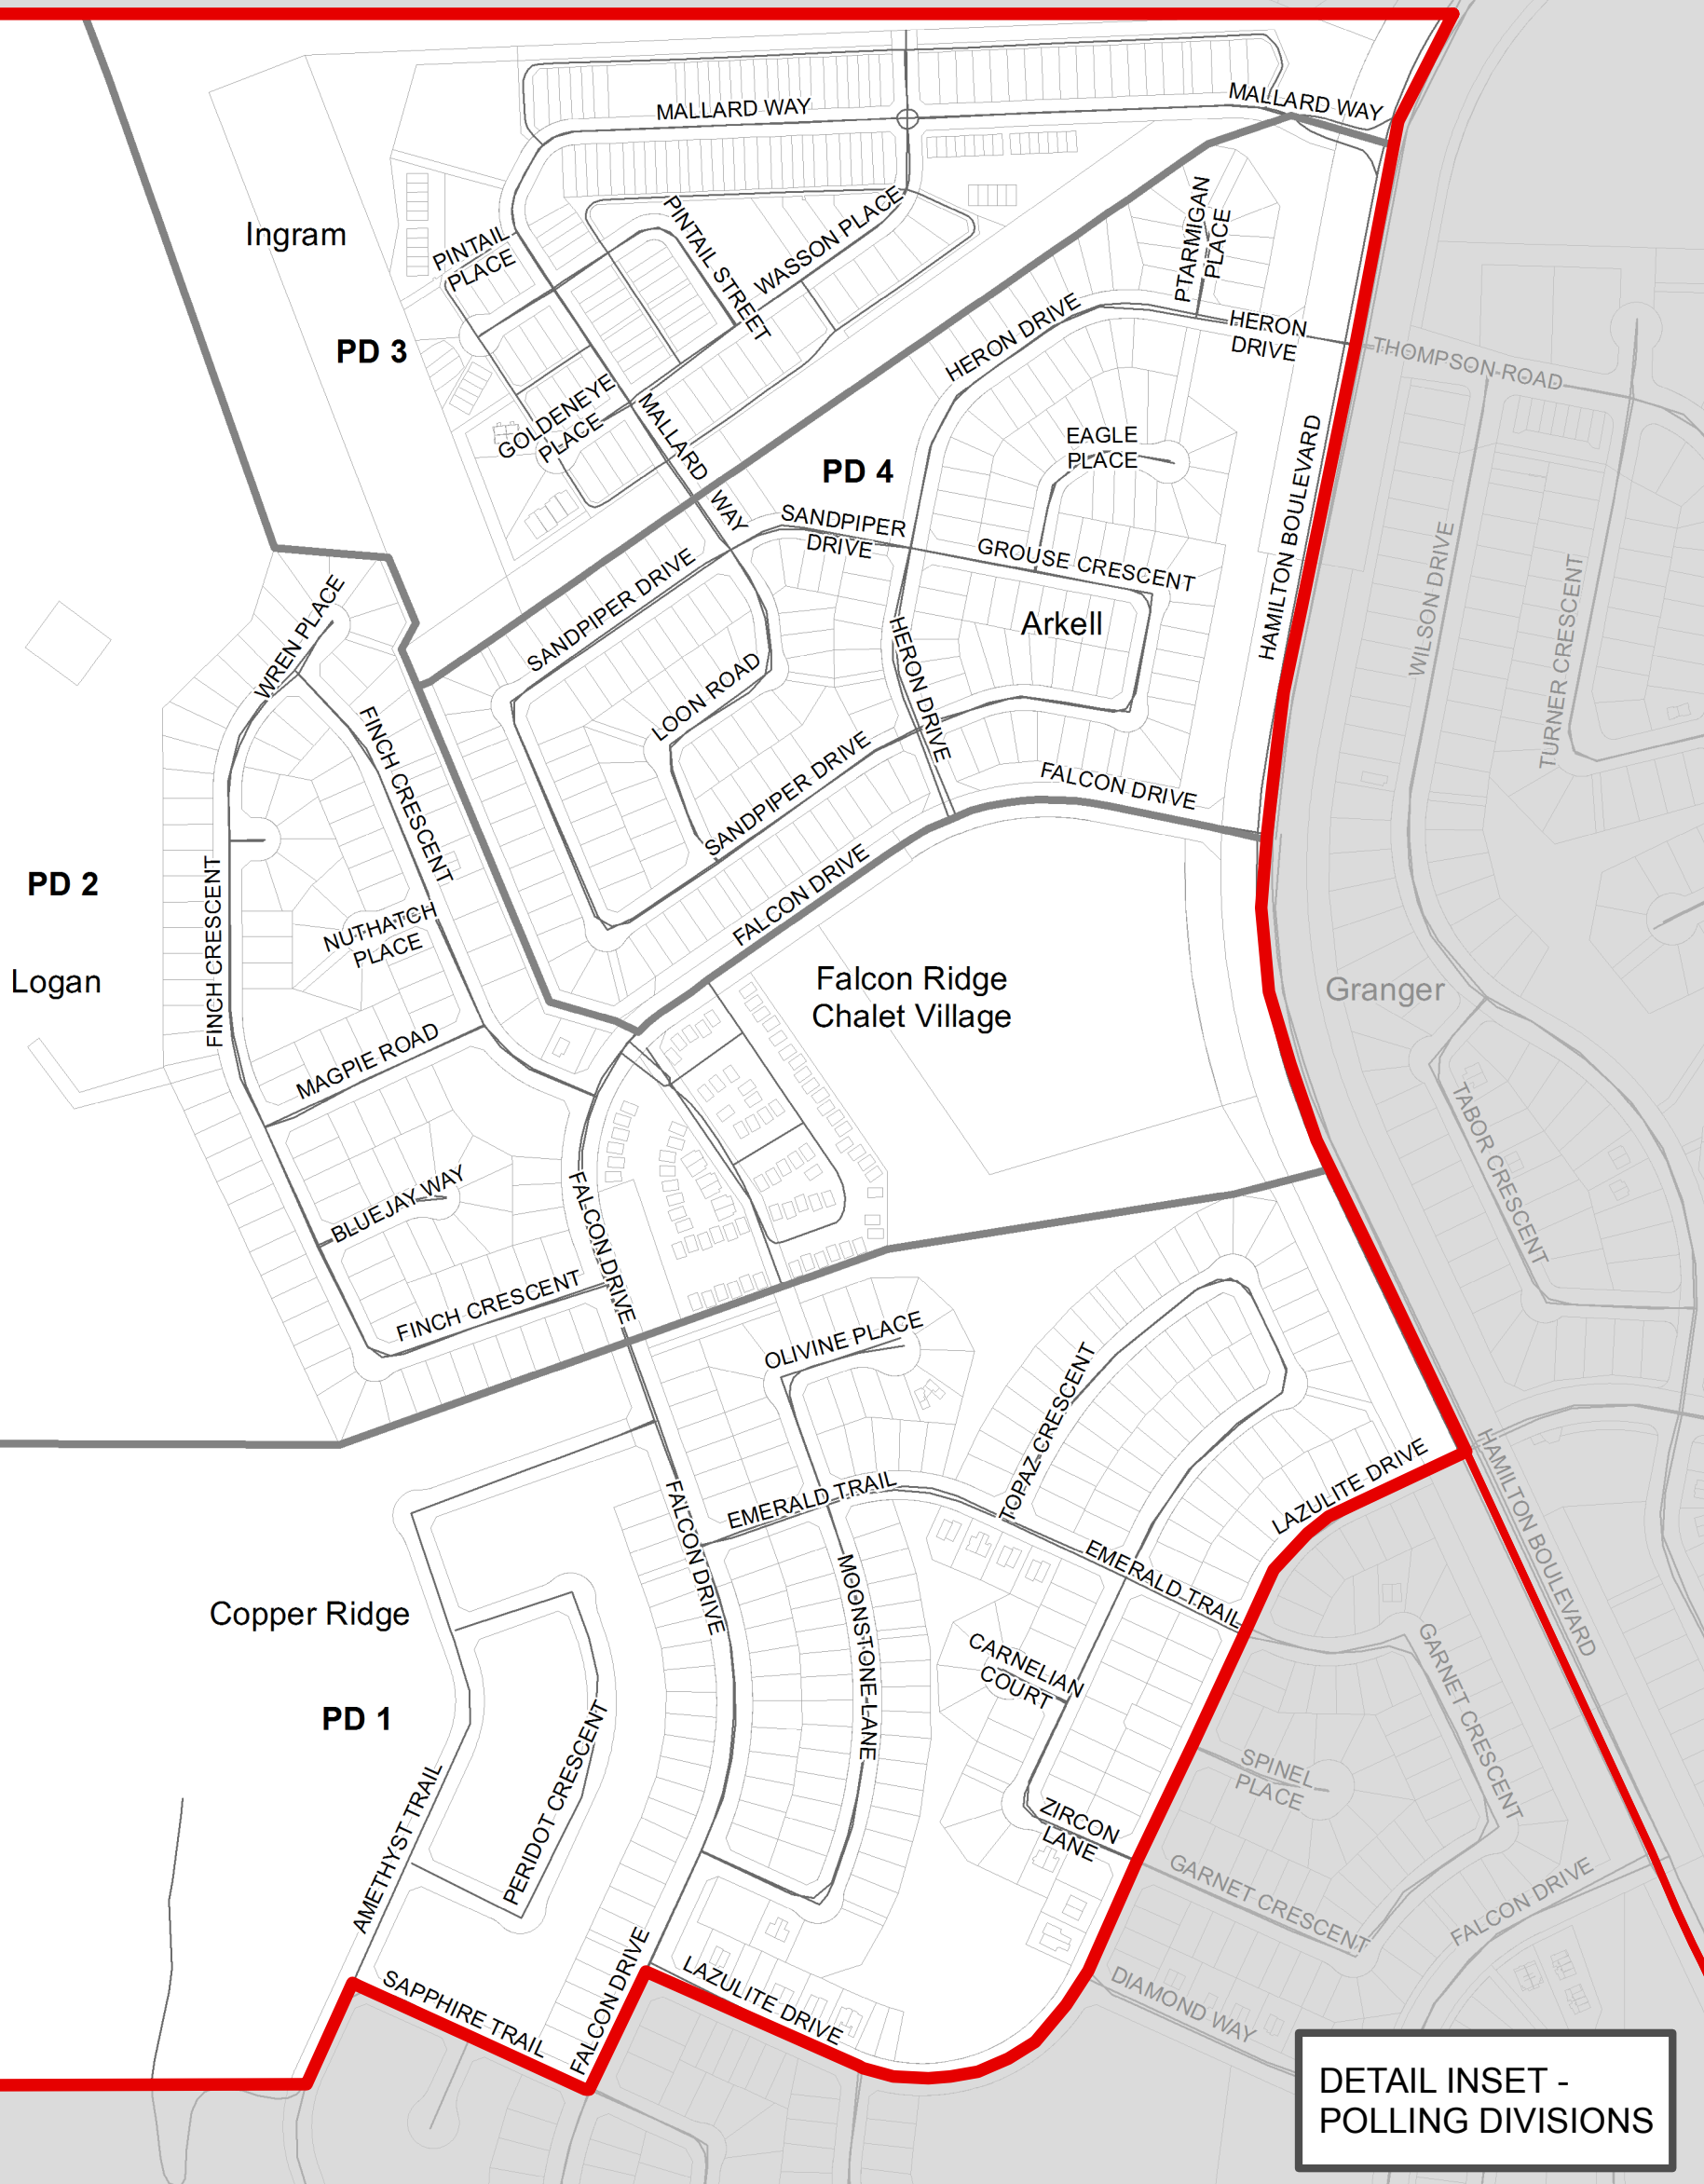 MALLARD WAY
MALLARD WAY
Ingram
PINTAIL
PLACE
PINTAIL STREET
WASSON PLACE
PTARMIGAN
PLACE
PD 3
HERON DRIVE
HERON
DRIVE
THOMPSON ROAD
GOLDENEYE
PLACE
MALLARD WAY
EAGLE
PLACE
PD 4
HAMILTON BOULEVARD
SANDPIPER
DRIVE
GROUSE CRESCENT
WILSON DRIVE
TURNER CRESCENT
SANDPIPER DRIVE
Arkell
WREN PLACE
HERON DRIVE
LOON ROAD
FINCH CRESCENT
SANDPIPER DRIVE
FALCON DRIVE
PD 2
FINCH CRESCENT
NUTHATCH
PLACE
FALCON DRIVE
Logan
Falcon Ridge
Chalet Village
Granger
MAGPIE ROAD
TABOR CRESCENT
BLUEJAY WAY
FALCON DRIVE
FINCH CRESCENT
OLIVINE PLACE
TOPAZ CRESCENT
LAZULITE DRIVE
HAMILTON BOULEVARD
EMERALD TRAIL
FALCON DRIVE
EMERALD TRAIL
MOONSTONE LANE
Copper Ridge
CARNELIAN
COURT
GARNET CRESCENT
PD 1
PERIDOT CRESCENT
SPINEL
PLACE
AMETHYST TRAIL
ZIRCON
LANE
GARNET CRESCENT
FALCON DRIVE
FALCON DRIVE
LAZULITE DRIVE
SAPPHIRE TRAIL
DIAMOND WAY
DETAIL INSET -
POLLING DIVISIONS